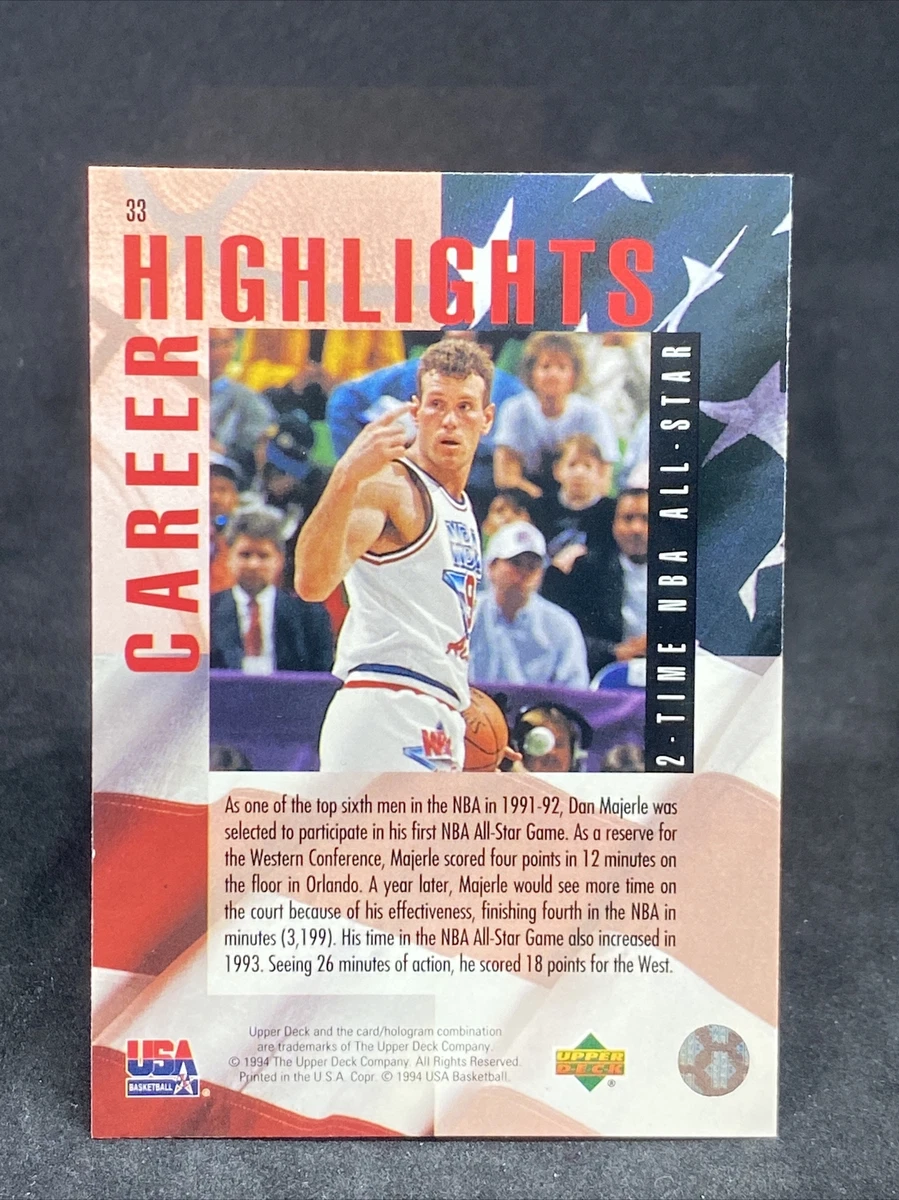 33
HIGHLIGHTS
CAREER
2-TIME NBA ALL·STAR
NBA
9
NBA
As one of the top sixth men in the NBA in 1991-92, Dan Majerle was
selected to participate in his first NBA All-Star Game. As a reserve for
the Western Conference, Majerle scored four points in 12 minutes on
the floor in Orlando. A year later, Majerle would see more time on
the court because of his effectiveness, finishing fourth in the NBA in
minutes (3,199). His time in the NBA All-Star Game also increased in
1993. Seeing 26 minutes of action, he scored 18 points for the West.
Upper Deck and the card/hologram combination
are trademarks of The Upper Deck Company.
© 1994 The Upper Deck Company. All Rights Reserved.
Printed in the U S A. Copr. © 1994 USA Basketball.
USA
BASKETBALL
UPPER
DECK
®